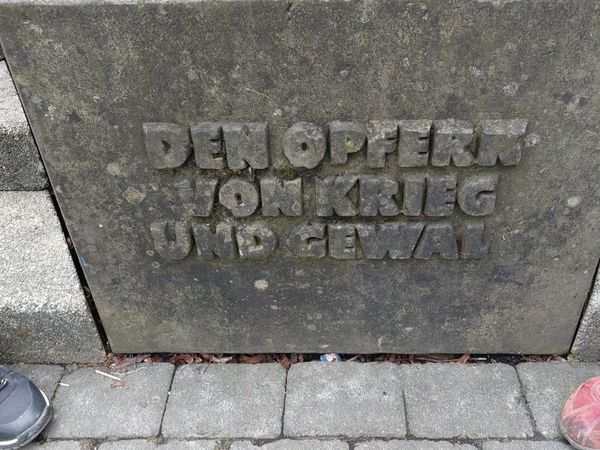 DEN OPFERN
VON KRIEG
UND GEWAL